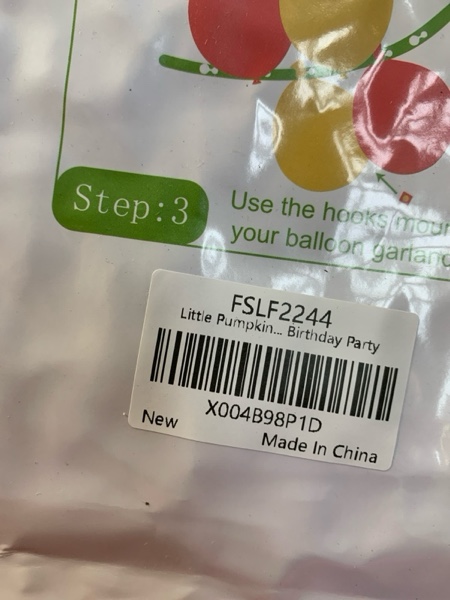 Step:3
Use the hooks
your balloon
FSLF2244
Little Pumpkin... Birthday Party
X004B98P1D
New
Made In China